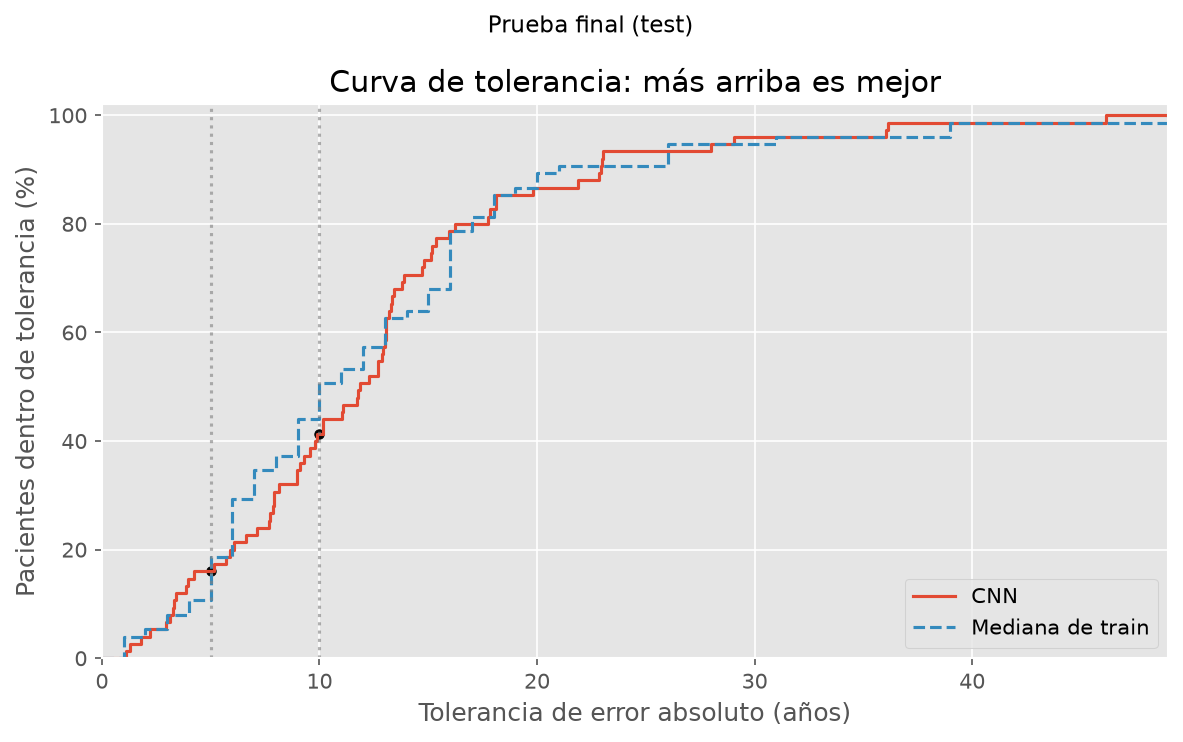 Prueba final (test)
Curva de tolerancia: más arriba es mejor
100
80
60
40
20
0
Pacientes dentro de tolerancia (%)
0 10 20 30 40
Tolerancia de error absoluto (años)
CNN
Mediana de train